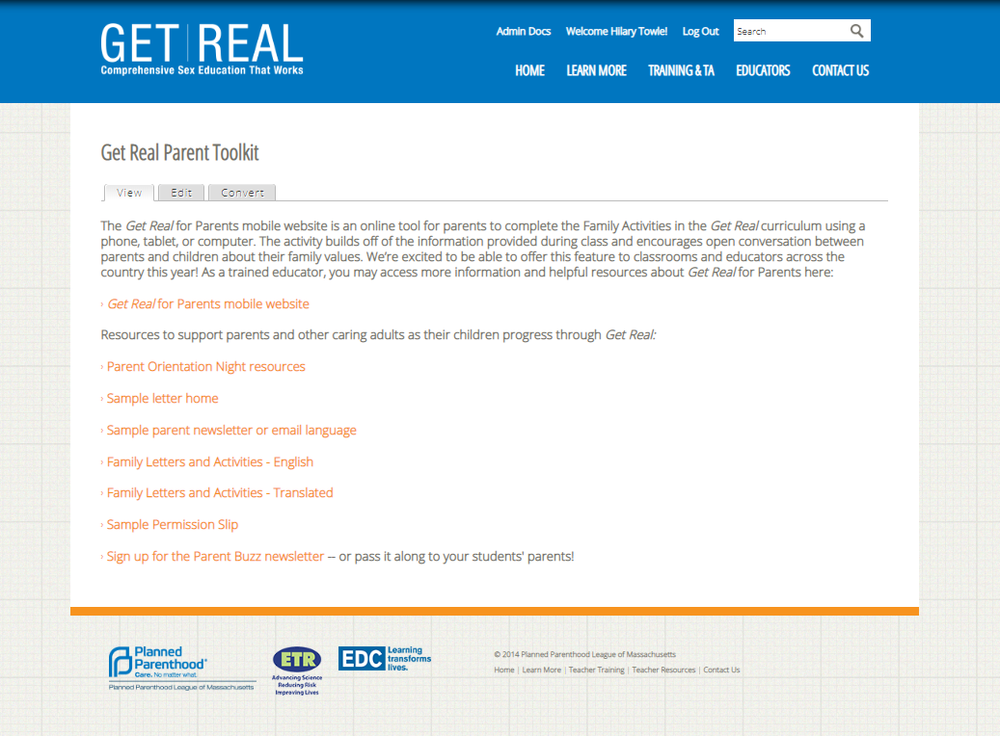 GET REAL
Comprehensive Sex Education That Works
Admin Docs Welcome Hilary Towle! Log Out Search
HOME LEARN MORE TRAINING & TA EDUCATORS CONTACT US
Get Real Parent Toolkit
View Edit Convert
The Get Real for Parents mobile website is an online tool for parents to complete the Family Activities in the Get Real curriculum using a
phone, tablet, or computer. The activity builds off of the information provided during class and encourages open conversation between
parents and children about their family values. We're excited to be able to offer this feature to classrooms and educators across the
country this year! As a trained educator, you may access more information and helpful resources about Get Real for Parents here:
› Get Real for Parents mobile website
Resources to support parents and other caring adults as their children progress through Get Real:
› Parent Orientation Night resources
› Sample letter home
› Sample parent newsletter or email language
› Family Letters and Activities - English
› Family Letters and Activities - Translated
› Sample Permission Slip
› Sign up for the Parent Buzz newsletter -- or pass it along to your students' parents!
Planned
Parenthood®
Care. No matter what.
Planned Parenthood League of Massachusetts
ETR
Advancing Science
Reducing Risk
Improving Lives
EDC
Learning
transforms
lives.
© 2014 Planned Parenthood League of Massachusetts
Home | Learn More | Teacher Training | Teacher Resources | Contact Us